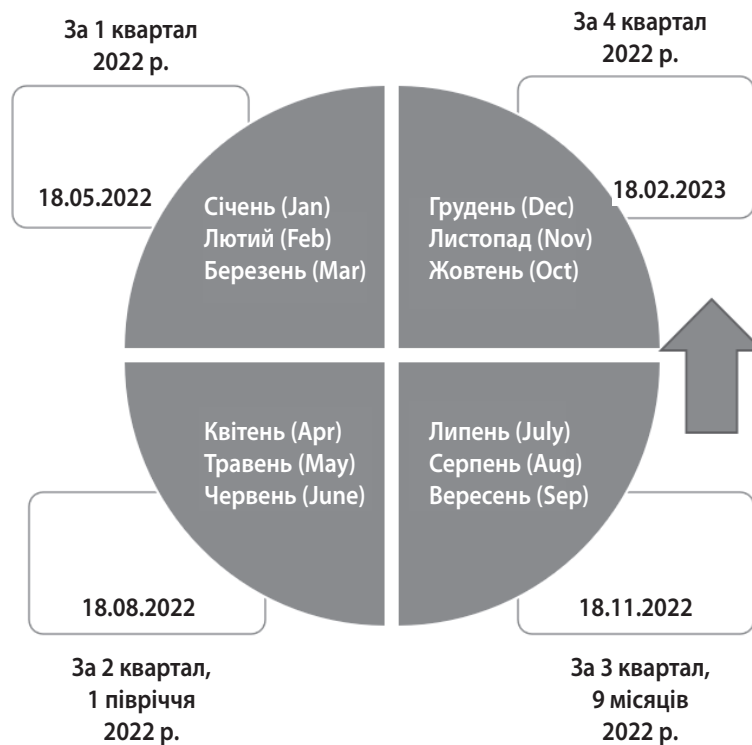 За 1 квартал
2022 р.
18.05.2022
Січень (Jan)
Лютий (Feb)
Березень (Mar)
За 4 квартал
2022 р.
18.02.2023
Грудень (Dec)
Листопад (Nov)
Жовтень (Oct)
Квітень (Apr)
Травень (May)
Червень (June)
18.08.2022
За 2 квартал,
1 півріччя
2022 р.
Липень (July)
Серпень (Aug)
Вересень (Sep)
18.11.2022
За 3 квартал,
9 місяців
2022 р.